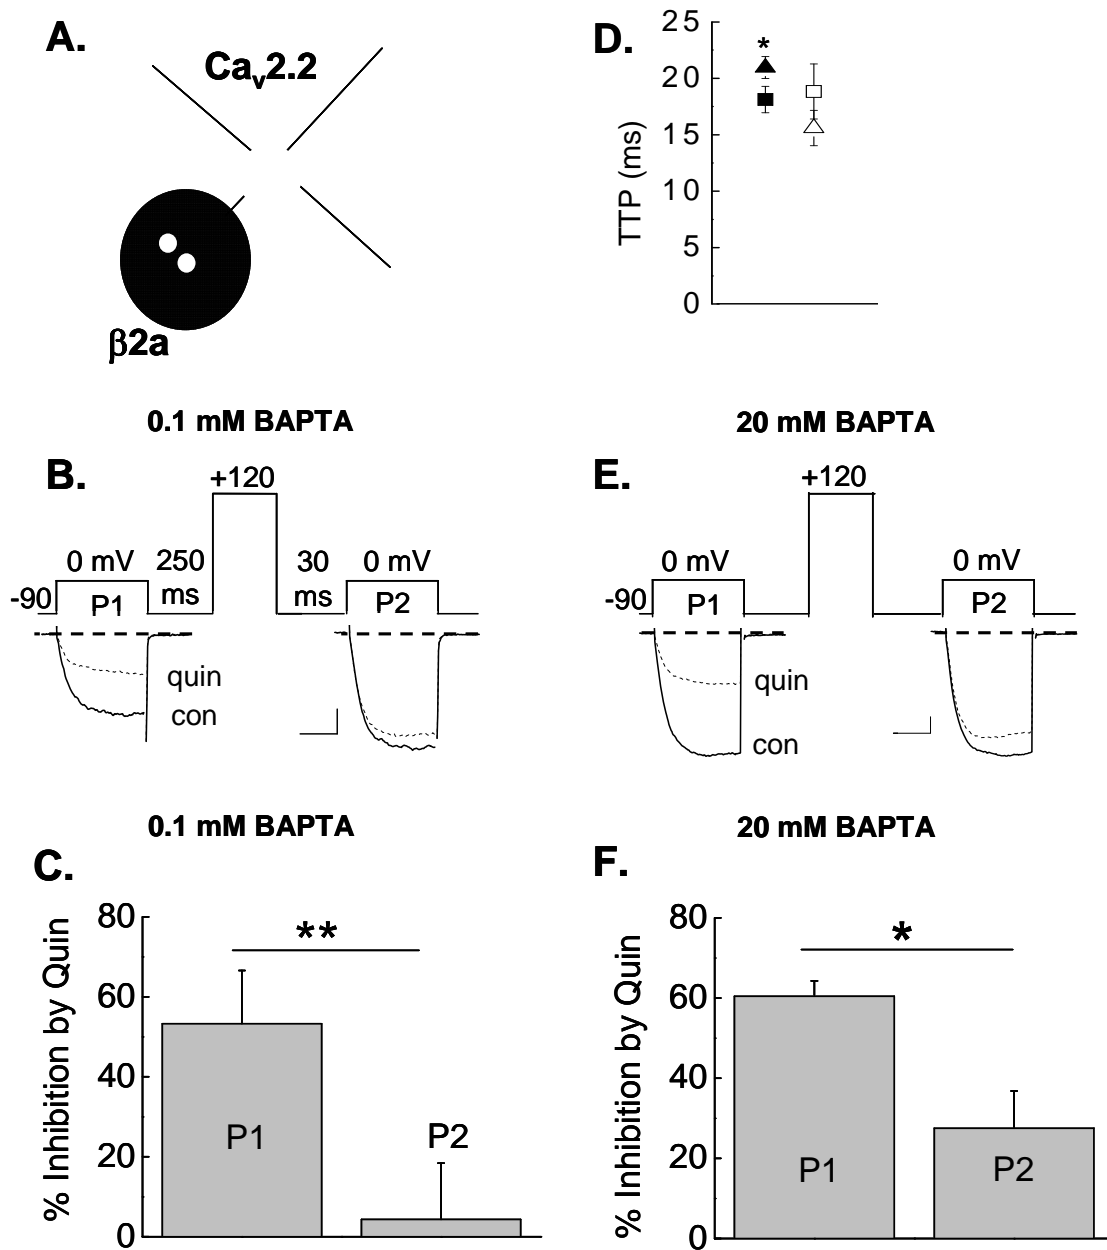 A.
Cav2.2
β2a
D.
*
TTP (ms)
25
20
15
10
5
0
0.1 mM BAPTA
B.
+120
0 mV
250
30
0 mV
-90
P1
ms
ms
P2
quin
con
20 mM BAPTA
E.
+120
0 mV
0 mV
-90
P1
P2
quin
con
0.1 mM BAPTA
C.
% Inhibition by Quin
80
60
40
20
0
**
P1
P2
20 mM BAPTA
F.
% Inhibition by Quin
80
60
40
20
0
*
P1
P2